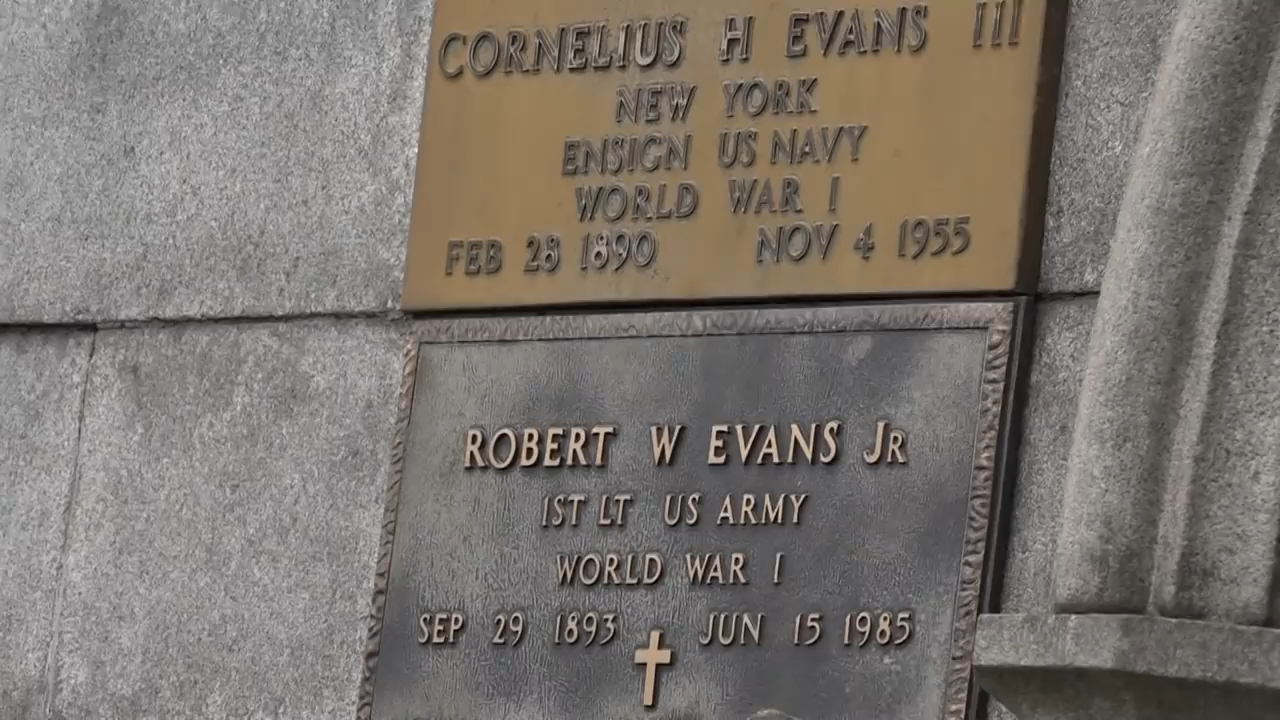 CORNELIUS H EVANS III
NEW YORK
ENSIGN US NAVY
WORLD WAR I
FEB 28 1890 NOV 4 1955
ROBERT W EVANS JR
1ST LT US ARMY
WORLD WAR I
SEP 29 1893 JUN 15 1985